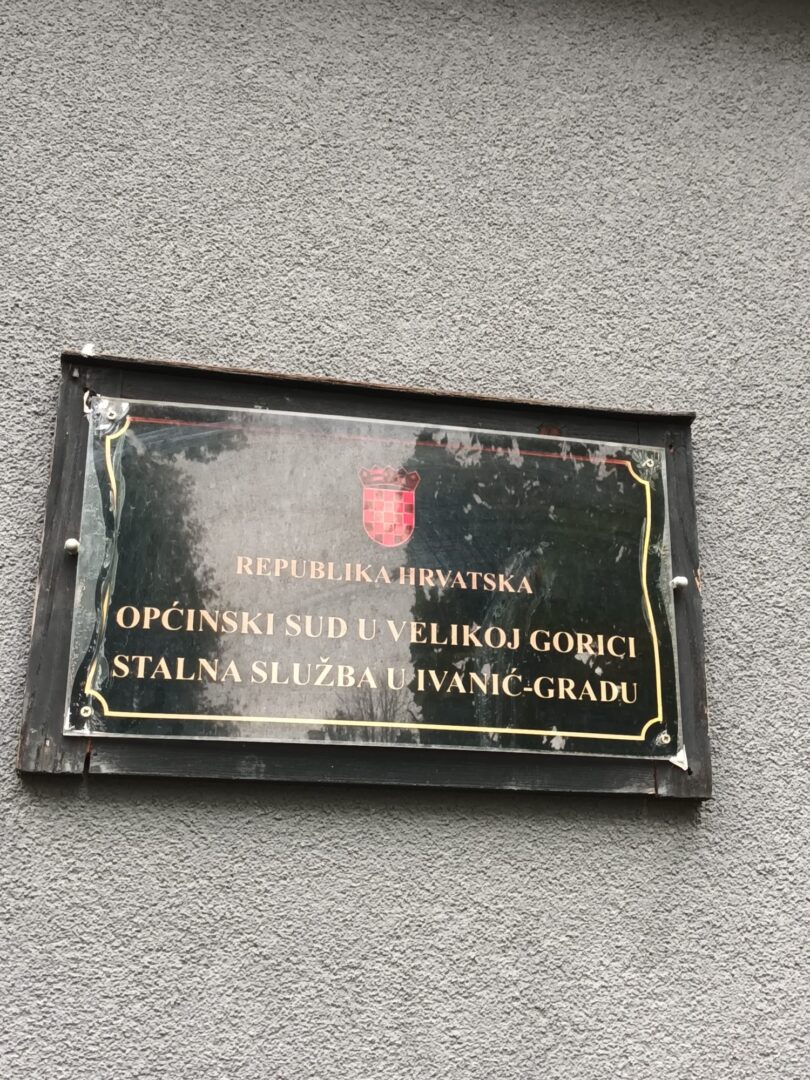 REPUBLIKA HRVATSKA
OPĆINSKI SUD U VELIKOJ GORICI
STALNA SLUŽBA U IVANIĆ-GRADU